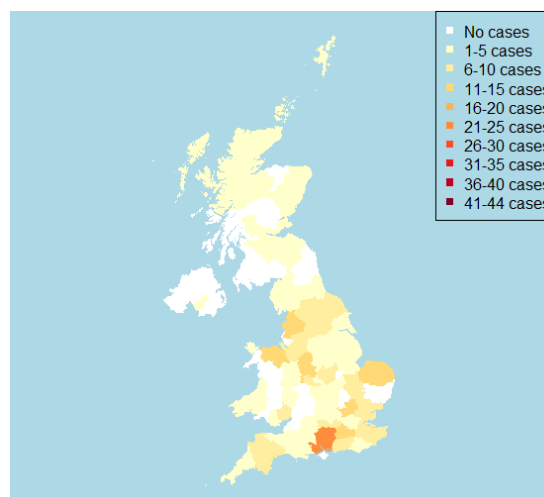 No cases
1-5 cases
6-10 cases
11-15 cases
16-20 cases
21-25 cases
26-30 cases
31-35 cases
36-40 cases
41-44 cases